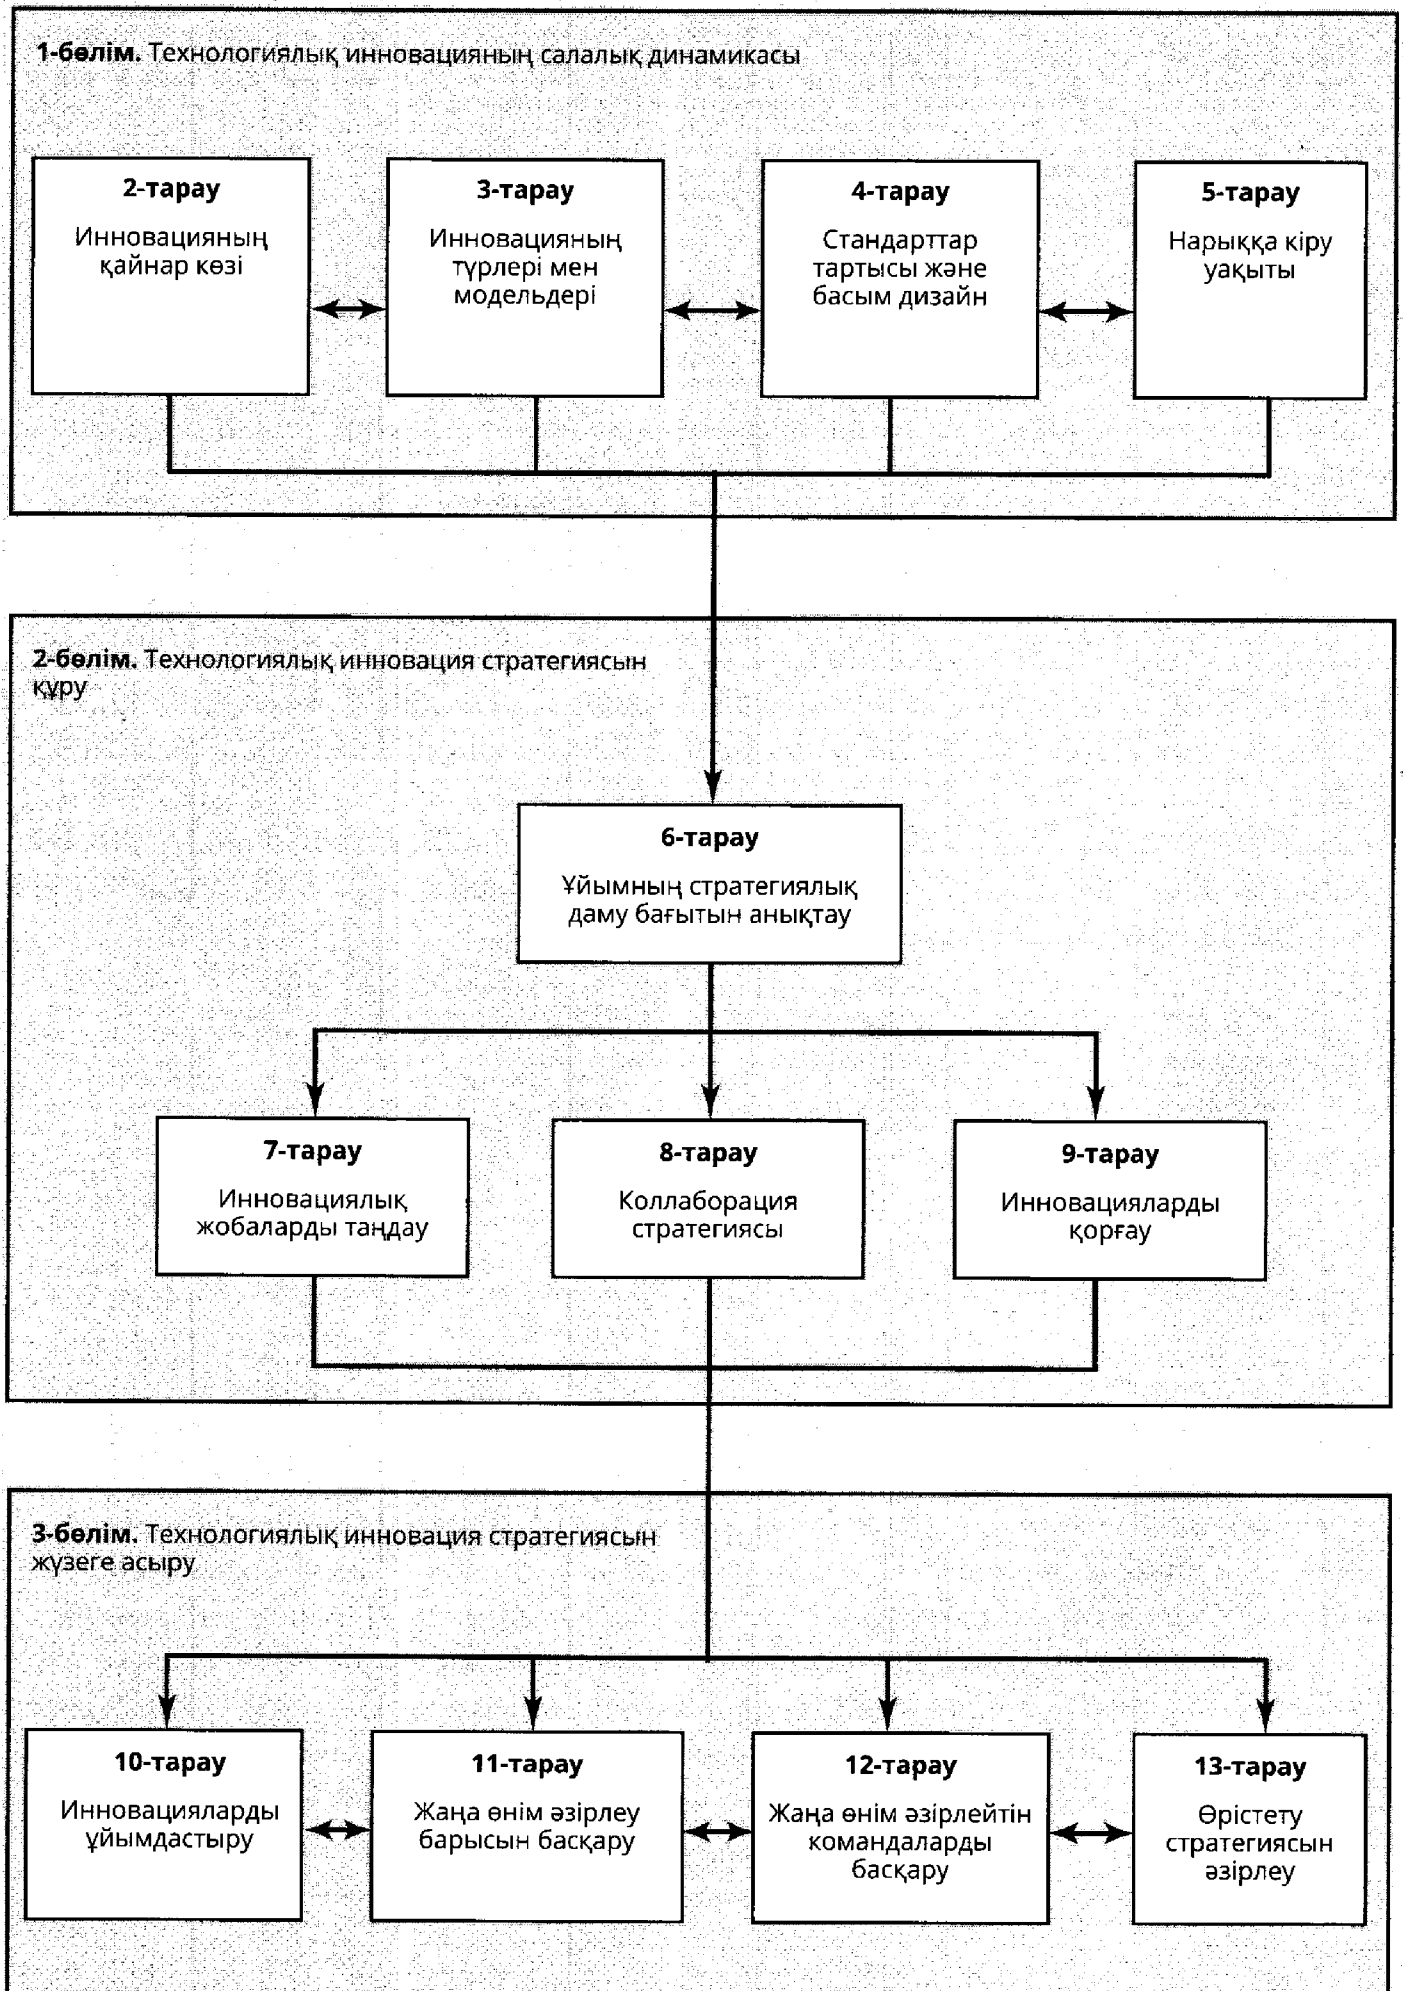 1-бөлім. Технологиялық инновацияның салалық динамикасы
2-тарау
Инновацияның
қайнар көзі
3-тарау
Инновацияның
түрлері мен
модельдері
4-тарау
Стандарттар
тартысы және
басым дизайн
5-тарау
Нарыққа кіру
уақыты
2-бөлім. Технологиялық инновация стратегиясын
құру
6-тарау
Ұйымның стратегиялық
даму бағытын анықтау
7-тарау
Инновациялық
жобаларды таңдау
8-тарау
Коллаборация
стратегиясы
9-тарау
Инновацияларды
қорғау
3-бөлім. Технологиялық инновация стратегиясын
жүзеге асыру
10-тарау
Инновацияларды
ұйымдастыру
11-тарау
Жаңа өнім әзірлеу
барысын басқару
12-тарау
Жаңа өнім әзірлейтін
командаларды
басқару
13-тарау
Өрістету
стратегиясын
әзірлеу